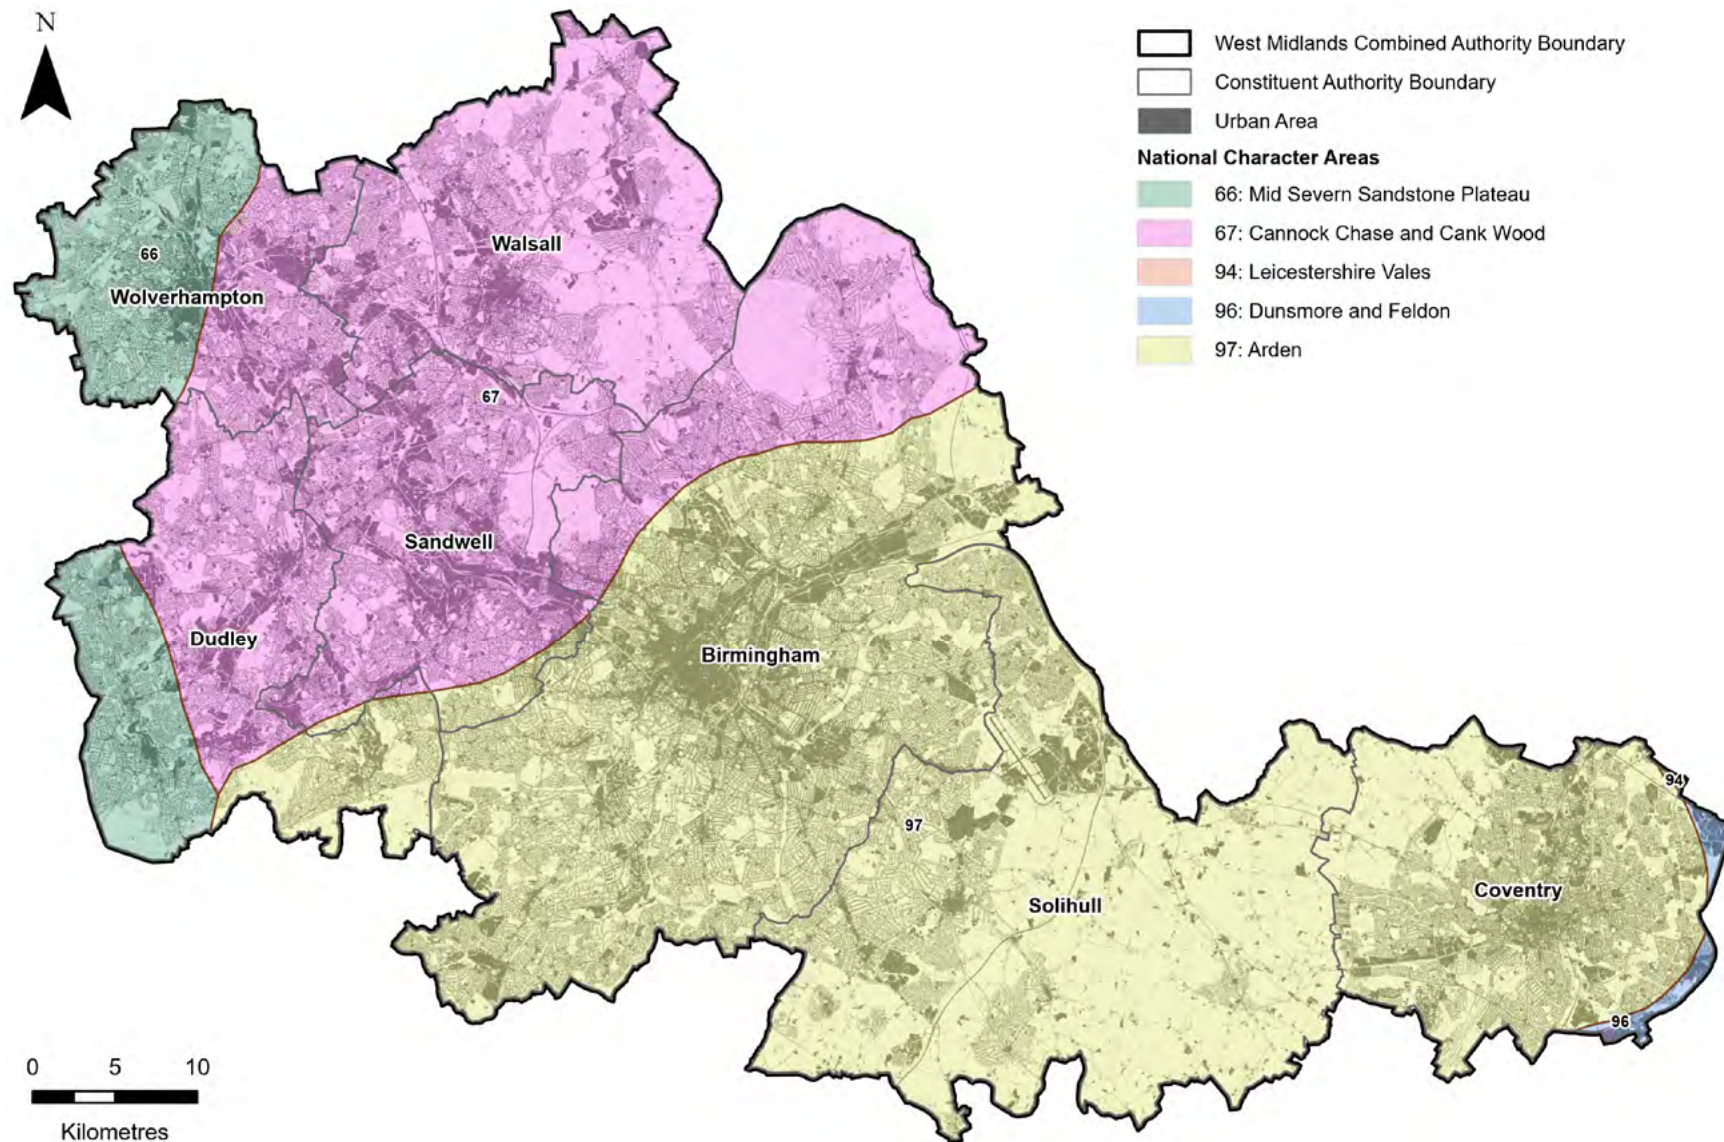 N
West Midlands Combined Authority Boundary
Constituent Authority Boundary
Urban Area
National Character Areas
66: Mid Severn Sandstone Plateau
67: Cannock Chase and Cank Wood
94: Leicestershire Vales
96: Dunsmore and Feldon
97: Arden
Walsall
66
Wolverhampton
67
Sandwell
Dudley
Birmingham
94
97
Coventry
Solihull
96
0 5 10
Kilometres